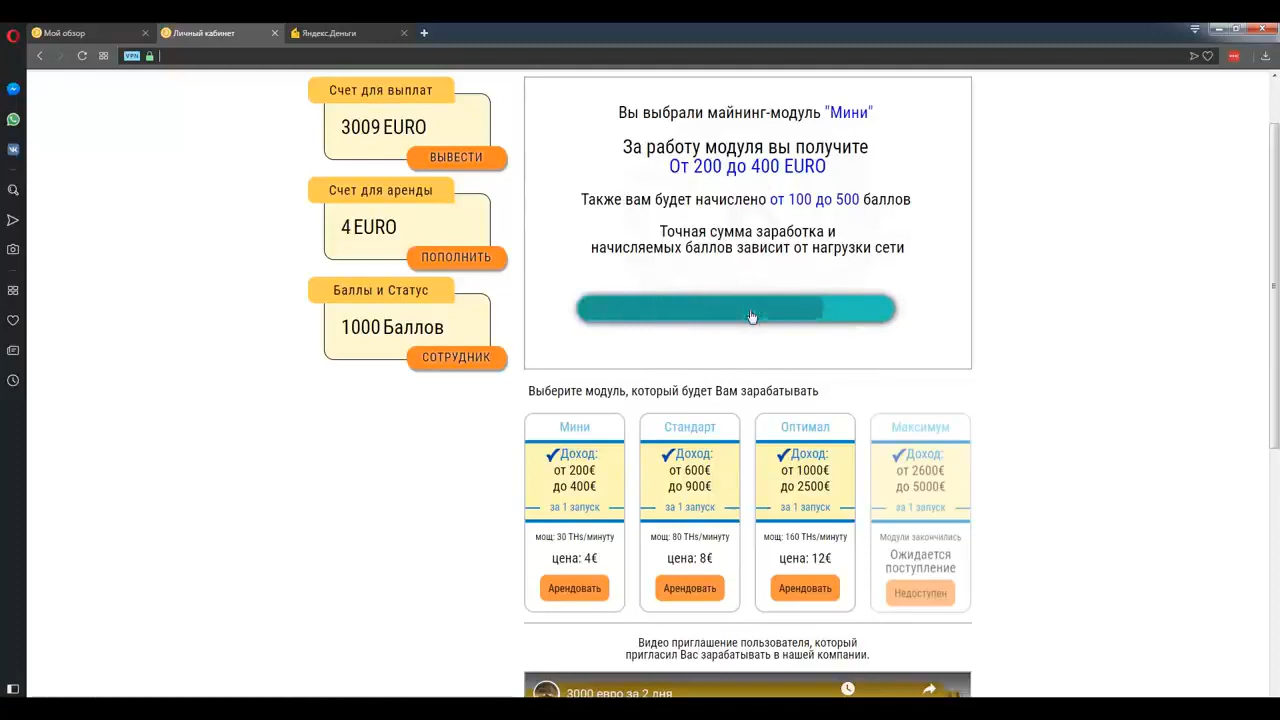 Мой обзор
Личный кабинет
Яндекс.Деньги
VPN
Счет для выплат
3009 EURO
ВЫВЕСТИ
Счет для аренды
4 EURO
ПОПОЛНИТЬ
Баллы и Статус
1000 Баллов
СОТРУДНИК
Вы выбрали майнинг-модуль "Мини"
За работу модуля вы получите
От 200 до 400 EURO
Также вам будет начислено от 100 до 500 баллов
Точная сумма заработка и
начисляемых баллов зависит от нагрузки сети
Выберите модуль, который будет Вам зарабатывать
Мини
Доход:
от 200€
до 400€
за 1 запуск
мощ: 30 THs/минуту
цена: 4€
Арендовать
Стандарт
Доход:
от 600€
до 900€
за 1 запуск
мощ: 80 THs/минуту
цена: 8€
Арендовать
Оптимал
Доход:
от 1000€
до 2500€
за 1 запуск
мощ: 160 THs/минуту
цена: 12€
Арендовать
Максимум
Доход:
от 2600€
до 5000€
за 1 запуск
Модули закончились
Ожидается
поступление
Недоступен
Видео приглашение пользователя, который
пригласил Вас зарабатывать в нашей компании.
3000 евро за 2 дня